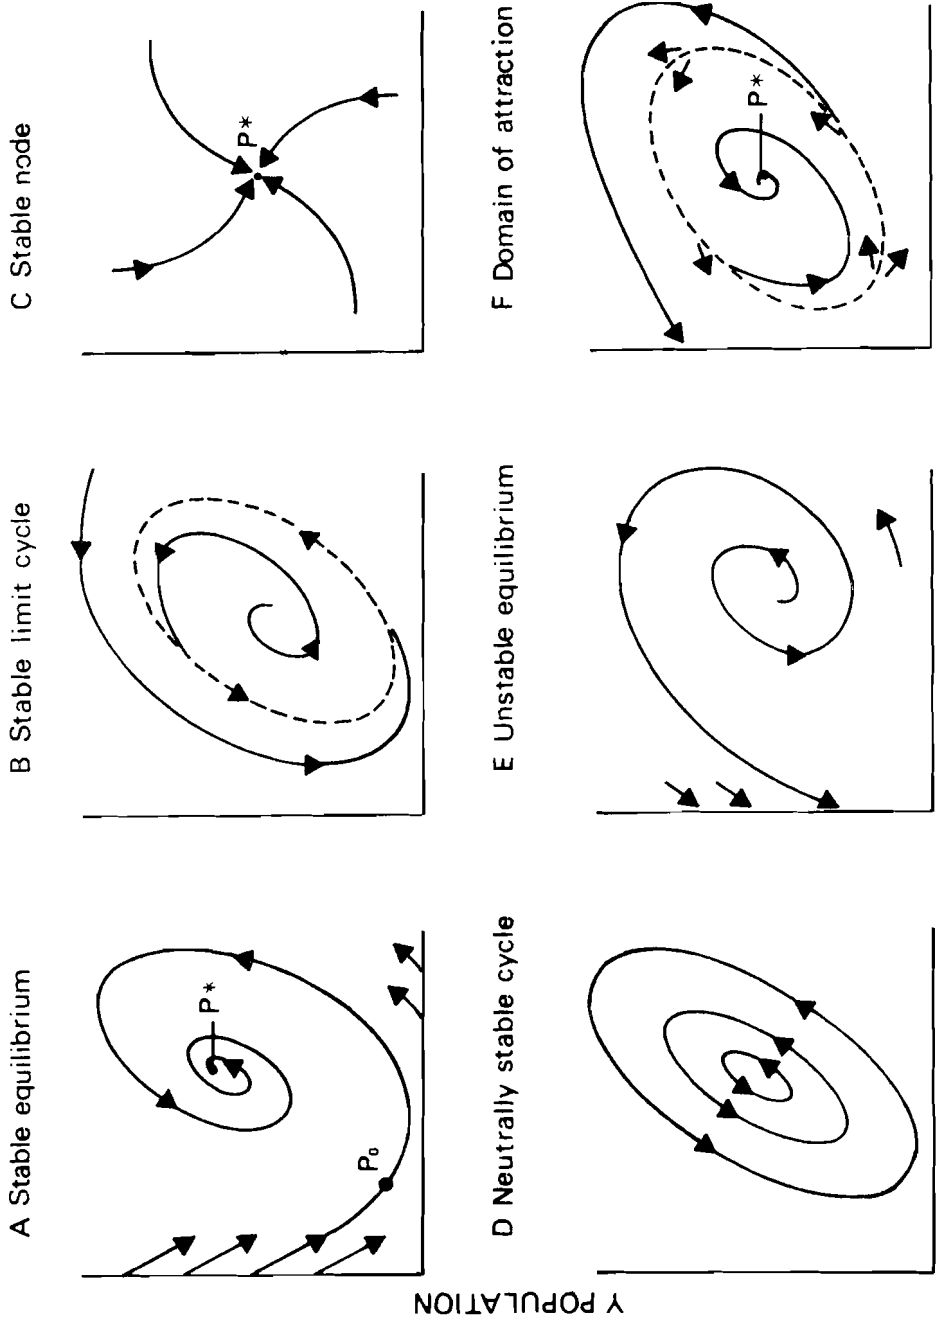 A Stable equilibrium
P*
P₀
B Stable limit cycle
C Stable node
P*
D Neutrally stable cycle
E Unstable equilibrium
F Domain of attraction
P*
Y POPULATION